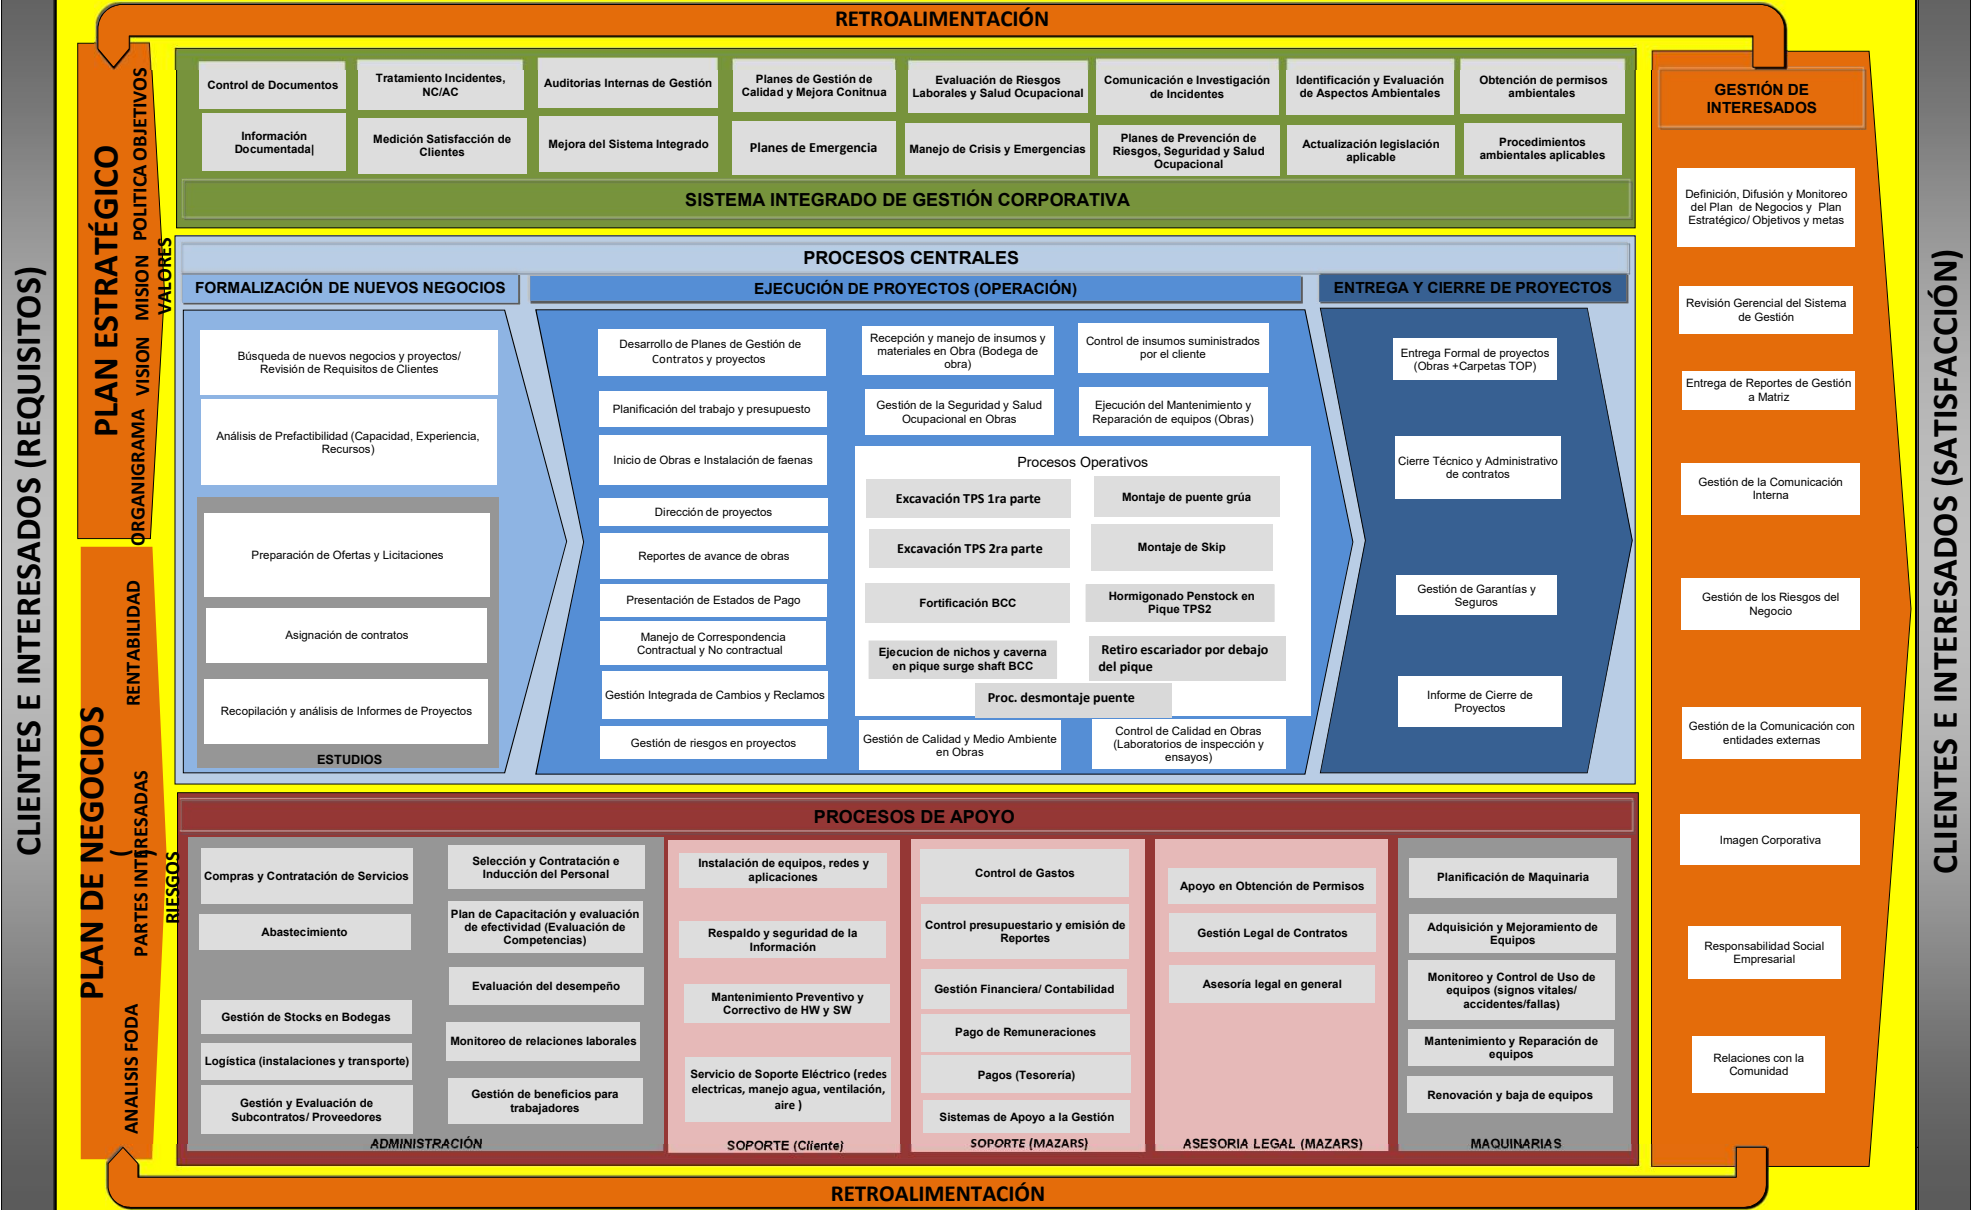 RETROALIMENTACIÓN
CLIENTES E INTERESADOS (REQUISITOS)
PLAN ESTRATÉGICO
ORGANIGRAMA VISION MISION POLITICA OBJETIVOS
VALORES
PLAN DE NEGOCIOS
(
)
ANALISIS FODA PARTES INTERESADAS RENTABILIDAD
RIESGOS
Control de Documentos
Tratamiento Incidentes,
NC/AC
Auditorias Internas de Gestión
Planes de Gestión de
Calidad y Mejora Conitnua
Evaluación de Riesgos
Laborales y Salud Ocupacional
Comunicación e Investigación
de Incidentes
Identificación y Evaluación
de Aspectos Ambientales
Obtención de permisos
ambientales
Información
Documentada|
Medición Satisfacción de
Clientes
Mejora del Sistema Integrado
Planes de Emergencia
Manejo de Crisis y Emergencias
Planes de Prevención de
Riesgos, Seguridad y Salud
Ocupacional
Actualización legislación
aplicable
Procedimientos
ambientales aplicables
SISTEMA INTEGRADO DE GESTIÓN CORPORATIVA
PROCESOS CENTRALES
FORMALIZACIÓN DE NUEVOS NEGOCIOS
Búsqueda de nuevos negocios y proyectos/
Revisión de Requisitos de Clientes
Análisis de Prefactibilidad (Capacidad, Experiencia,
Recursos)
Preparación de Ofertas y Licitaciones
Asignación de contratos
Recopilación y análisis de Informes de Proyectos
ESTUDIOS
EJECUCIÓN DE PROYECTOS (OPERACIÓN)
Desarrollo de Planes de Gestión de
Contratos y proyectos
Planificación del trabajo y presupuesto
Inicio de Obras e Instalación de faenas
Dirección de proyectos
Reportes de avance de obras
Presentación de Estados de Pago
Manejo de Correspondencia
Contractual y No contractual
Gestión Integrada de Cambios y Reclamos
Gestión de riesgos en proyectos
Recepción y manejo de insumos y
materiales en Obra (Bodega de
obra)
Control de insumos suministrados
por el cliente
Gestión de la Seguridad y Salud
Ocupacional en Obras
Ejecución del Mantenimiento y
Reparación de equipos (Obras)
Procesos Operativos
Excavación TPS 1ra parte
Montaje de puente grúa
Excavación TPS 2ra parte
Montaje de Skip
Fortificación BCC
Hormigonado Penstock en
Pique TPS2
Ejecucion de nichos y caverna
en pique surge shaft BCC
Retiro escariador por debajo
del pique
Proc. desmontaje puente
Gestión de Calidad y Medio Ambiente
en Obras
Control de Calidad en Obras
(Laboratorios de inspección y
ensayos)
ENTREGA Y CIERRE DE PROYECTOS
Entrega Formal de proyectos
(Obras +Carpetas TOP)
Cierre Técnico y Administrativo
de contratos
Gestión de Garantías y
Seguros
Informe de Cierre de
Proyectos
PROCESOS DE APOYO
Compras y Contratación de Servicios
Abastecimiento
Gestión de Stocks en Bodegas
Logística (instalaciones y transporte)
Gestión y Evaluación de
Subcontratos/ Proveedores
Selección y Contratación e
Inducción del Personal
Plan de Capacitación y evaluación
de efectividad (Evaluación de
Competencias)
Evaluación del desempeño
Monitoreo de relaciones laborales
Gestión de beneficios para
trabajadores
ADMINISTRACIÓN
Instalación de equipos, redes y
aplicaciones
Respaldo y seguridad de la
Información
Mantenimiento Preventivo y
Correctivo de HW y SW
Servicio de Soporte Eléctrico (redes
electricas, manejo agua, ventilación,
aire )
SOPORTE (Cliente)
Control de Gastos
Control presupuestario y emisión de
Reportes
Gestión Financiera/ Contabilidad
Pago de Remuneraciones
Pagos (Tesorería)
Sistemas de Apoyo a la Gestión
SOPORTE (MAZARS)
Apoyo en Obtención de Permisos
Gestión Legal de Contratos
Asesoría legal en general
ASESORIA LEGAL (MAZARS)
Planificación de Maquinaria
Adquisición y Mejoramiento de
Equipos
Monitoreo y Control de Uso de
equipos (signos vitales/
accidentes/fallas)
Mantenimiento y Reparación de
equipos
Renovación y baja de equipos
MAQUINARIAS
GESTIÓN DE
INTERESADOS
Definición, Difusión y Monitoreo
del Plan de Negocios y Plan
Estratégico/ Objetivos y metas
Revisión Gerencial del Sistema
de Gestión
Entrega de Reportes de Gestión
a Matriz
Gestión de la Comunicación
Interna
Gestión de los Riesgos del
Negocio
Gestión de la Comunicación con
entidades externas
Imagen Corporativa
Responsabilidad Social
Empresarial
Relaciones con la
Comunidad
CLIENTES E INTERESADOS (SATISFACCIÓN)
RETROALIMENTACIÓN